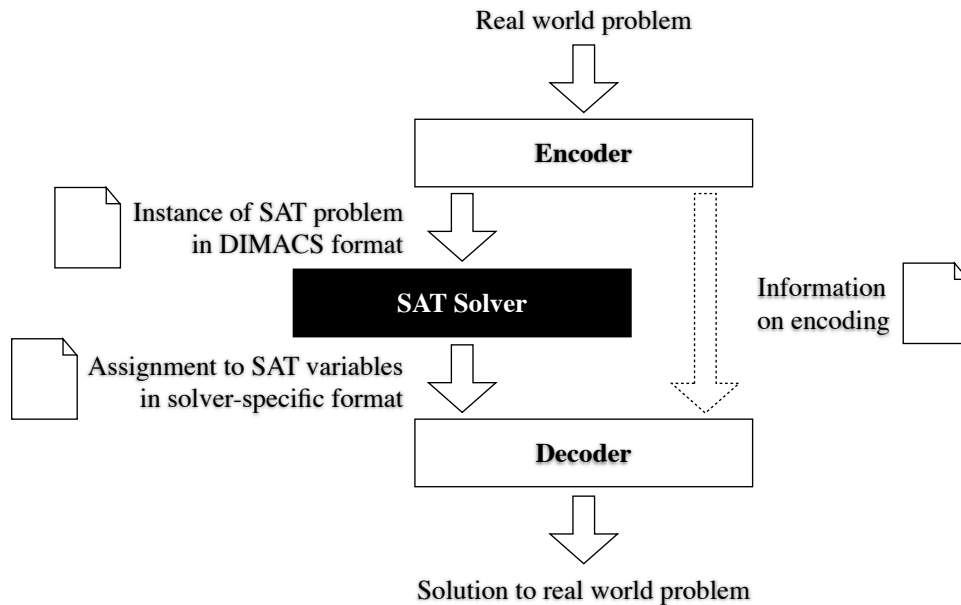 Real world problem
Encoder
Instance of SAT problem
in DIMACS format
SAT Solver
Information
on encoding
Assignment to SAT variables
in solver-specific format
Decoder
Solution to real world problem